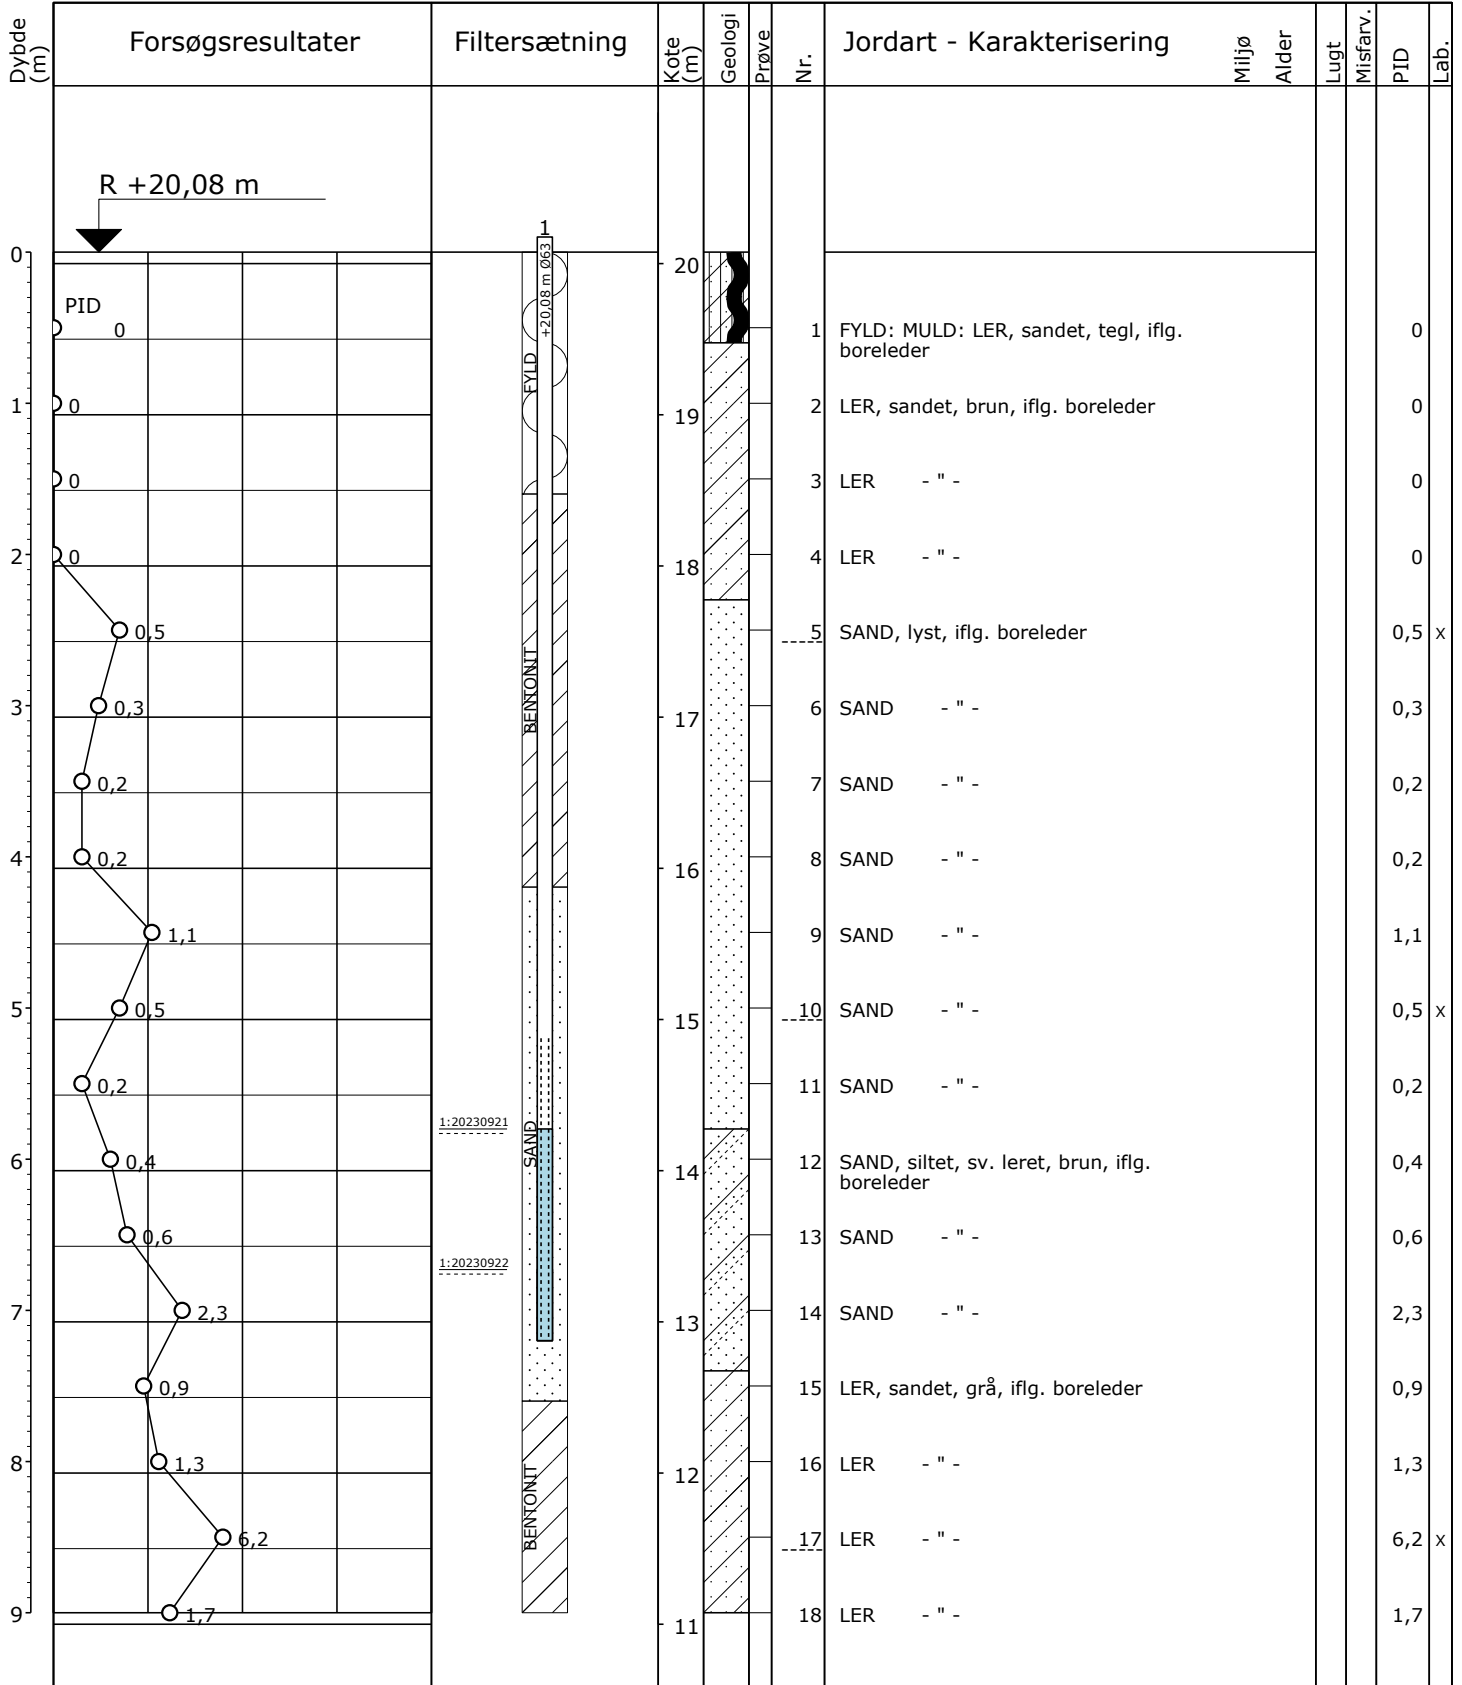 Dybde (m)
Forsøgsresultater
Filtersætning
Kote (m)
Geologi
Prøve
Nr.
Jordart - Karakterisering
Miljø
Alder
Lugt
Misfarv.
PID
Lab.
R +20,08 m
1
+20,08 m Ø63
0
20
PID
0
1 FYLD: MULD: LER, sandet, tegl, iflg. 0
boreleder
FYLD
1
0
19
2 LER, sandet, brun, iflg. boreleder 0
0
3 LER - " - 0
2
0
18
4 LER - " - 0
0,5
5 SAND, lyst, iflg. boreleder 0,5 x
BENTONIT
3
0,3
17
6 SAND - " - 0,3
0,2
7 SAND - " - 0,2
4
0,2
16
8 SAND - " - 0,2
1,1
9 SAND - " - 1,1
5
0,5
15
10 SAND - " - 0,5 x
0,2
11 SAND - " - 0,2
1:20230921
SAND
6
0,4
14
12 SAND, siltet, sv. leret, brun, iflg. 0,4
boreleder
0,6
13 SAND - " - 0,6
1:20230922
7
2,3
13
14 SAND - " - 2,3
0,9
15 LER, sandet, grå, iflg. boreleder 0,9
8
1,3
12
16 LER - " - 1,3
BENTONIT
6,2
17 LER - " - 6,2 x
9
1,7
11
18 LER - " - 1,7